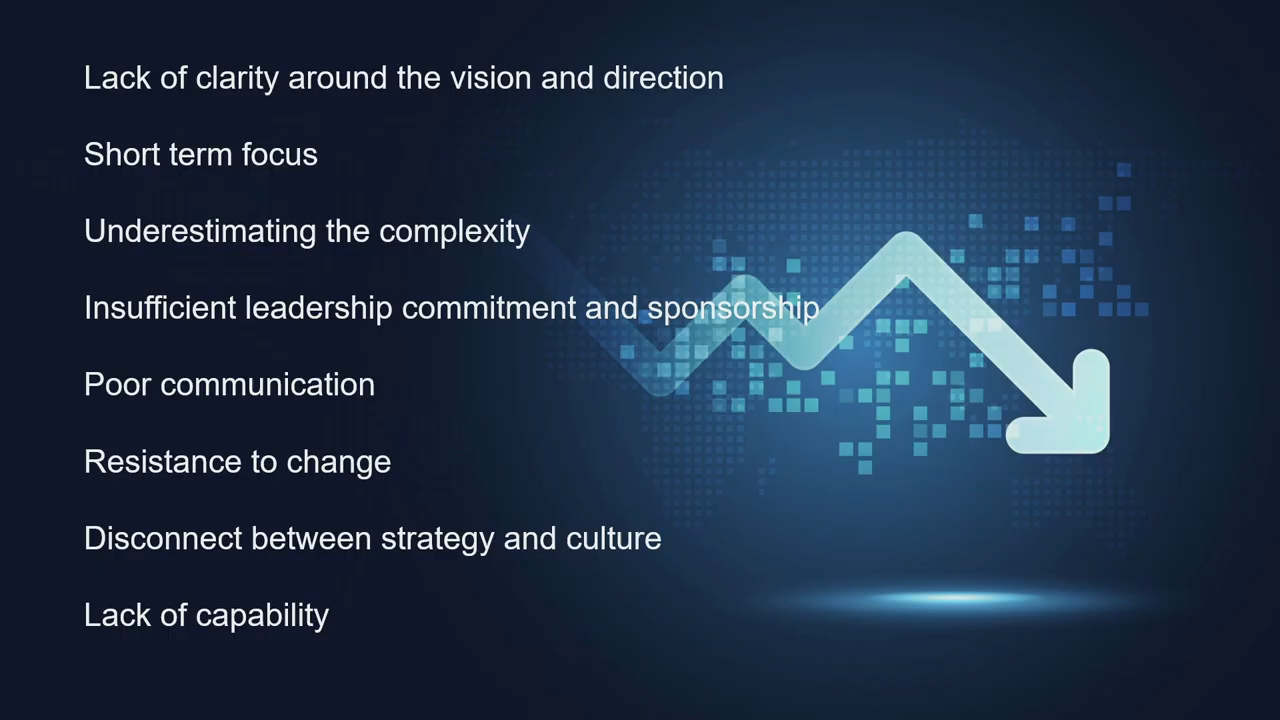 Lack of clarity around the vision and direction
Short term focus
Underestimating the complexity
Insufficient leadership commitment and sponsorship
Poor communication
Resistance to change
Disconnect between strategy and culture
Lack of capability